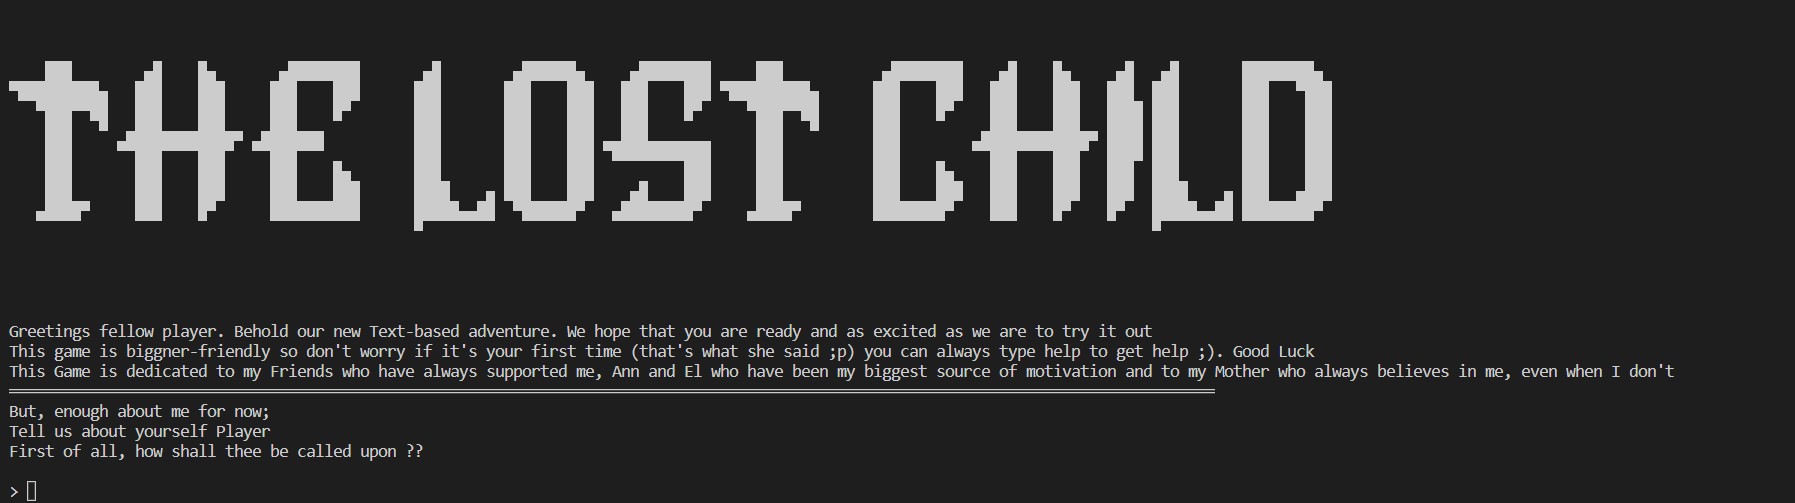 THE LOST CHILD
Greetings fellow player. Behold our new Text-based adventure. We hope that you are ready and as excited as we are to try it out
This game is biggner-friendly so don't worry if it's your first time (that's what she said ;p) you can always type help to get help ;). Good Luck
This Game is dedicated to my Friends who have always supported me, Ann and El who have been my biggest source of motivation and to my Mother who always believes in me, even when I don't
But, enough about me for now;
Tell us about yourself Player
First of all, how shall thee be called upon ??
>